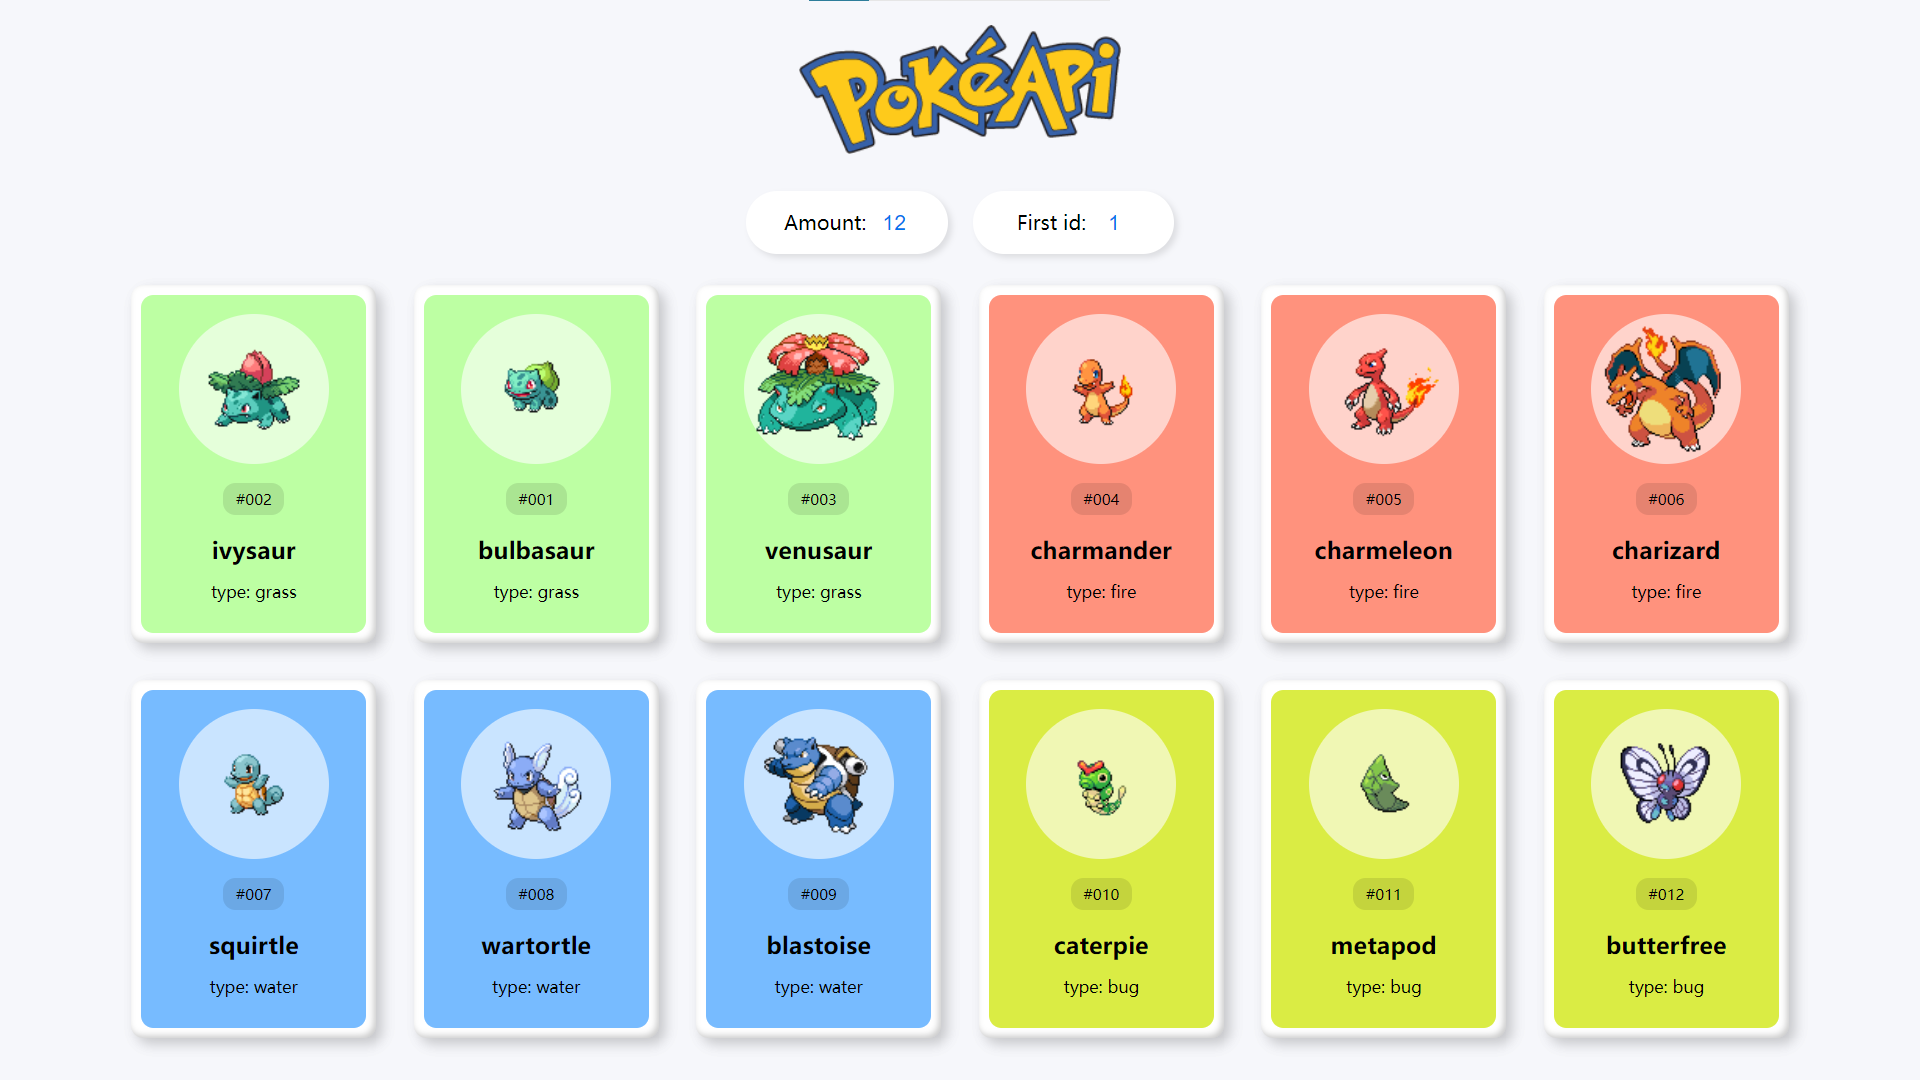 PokéApi
Amount: 12
First id: 1
#002
ivysaur
type: grass
#001
bulbasaur
type: grass
#003
venusaur
type: grass
#004
charmander
type: fire
#005
charmeleon
type: fire
#006
charizard
type: fire
#007
squirtle
type: water
#008
wartortle
type: water
#009
blastoise
type: water
#010
caterpie
type: bug
#011
metapod
type: bug
#012
butterfree
type: bug